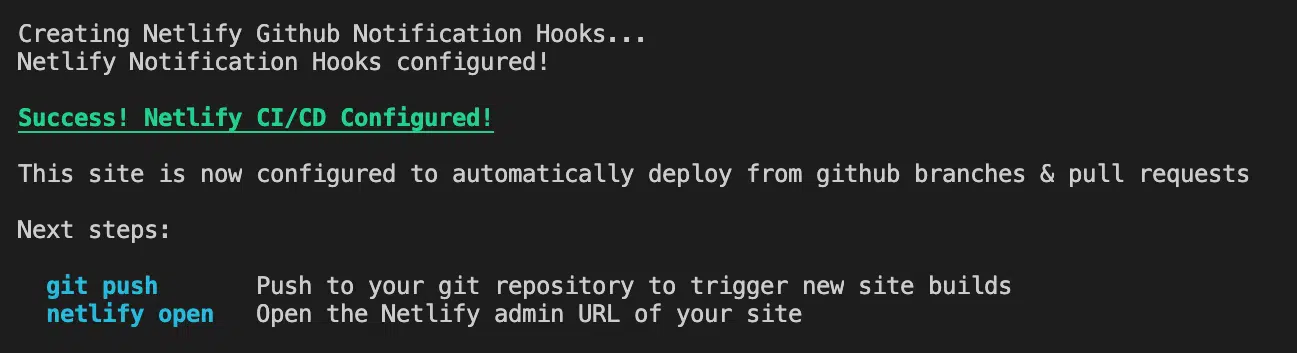 Creating Netlify Github Notification Hooks...
Netlify Notification Hooks configured!
Success! Netlify CI/CD Configured!
This site is now configured to automatically deploy from github branches & pull requests
Next steps:
git push Push to your git repository to trigger new site builds
netlify open Open the Netlify admin URL of your site